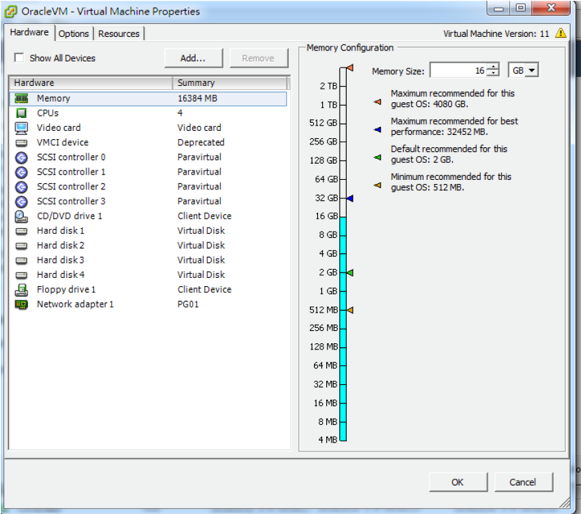 OracleVM - Virtual Machine Properties
Hardware Options Resources
Virtual Machine Version: 11
Show All Devices
Add...
Remove
Hardware Summary
Memory 16384 MB
CPUs 4
Video card Video card
VMCI device Deprecated
SCSI controller 0 Paravirtual
SCSI controller 1 Paravirtual
SCSI controller 2 Paravirtual
SCSI controller 3 Paravirtual
CD/DVD drive 1 Client Device
Hard disk 1 Virtual Disk
Hard disk 2 Virtual Disk
Hard disk 3 Virtual Disk
Hard disk 4 Virtual Disk
Floppy drive 1 Client Device
Network adapter 1 PG01
Memory Configuration
Memory Size: 16 GB
2 TB
1 TB
512 GB
256 GB
128 GB
64 GB
32 GB
16 GB
8 GB
4 GB
2 GB
1 GB
512 MB
256 MB
128 MB
64 MB
32 MB
16 MB
8 MB
4 MB
Maximum recommended for this
guest OS: 4080 GB.
Maximum recommended for best
performance: 32452 MB.
Default recommended for this
guest OS: 2 GB.
Minimum recommended for this
guest OS: 512 MB.
OK
Cancel